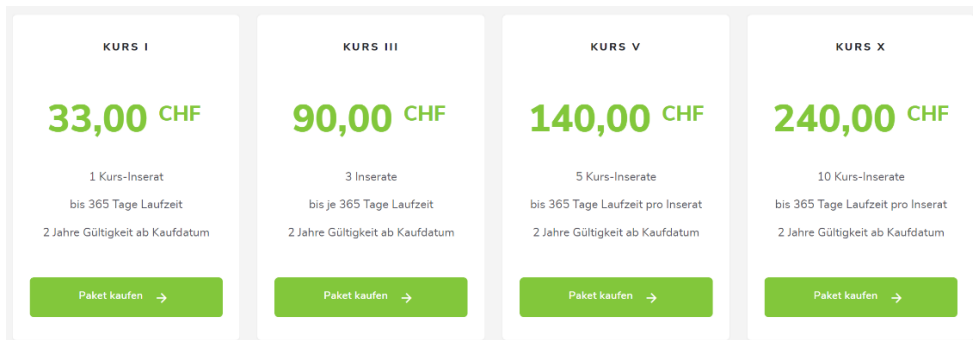 KURS I
33,00 CHF
1 Kurs-Inserat
bis 365 Tage Laufzeit
2 Jahre Gültigkeit ab Kaufdatum
Paket kaufen →
KURS III
90,00 CHF
3 Inserate
bis je 365 Tage Laufzeit
2 Jahre Gültigkeit ab Kaufdatum
Paket kaufen →
KURS V
140,00 CHF
5 Kurs-Inserate
bis 365 Tage Laufzeit pro Inserat
2 Jahre Gültigkeit ab Kaufdatum
Paket kaufen →
KURS X
240,00 CHF
10 Kurs-Inserate
bis 365 Tage Laufzeit pro Inserat
2 Jahre Gültigkeit ab Kaufdatum
Paket kaufen →